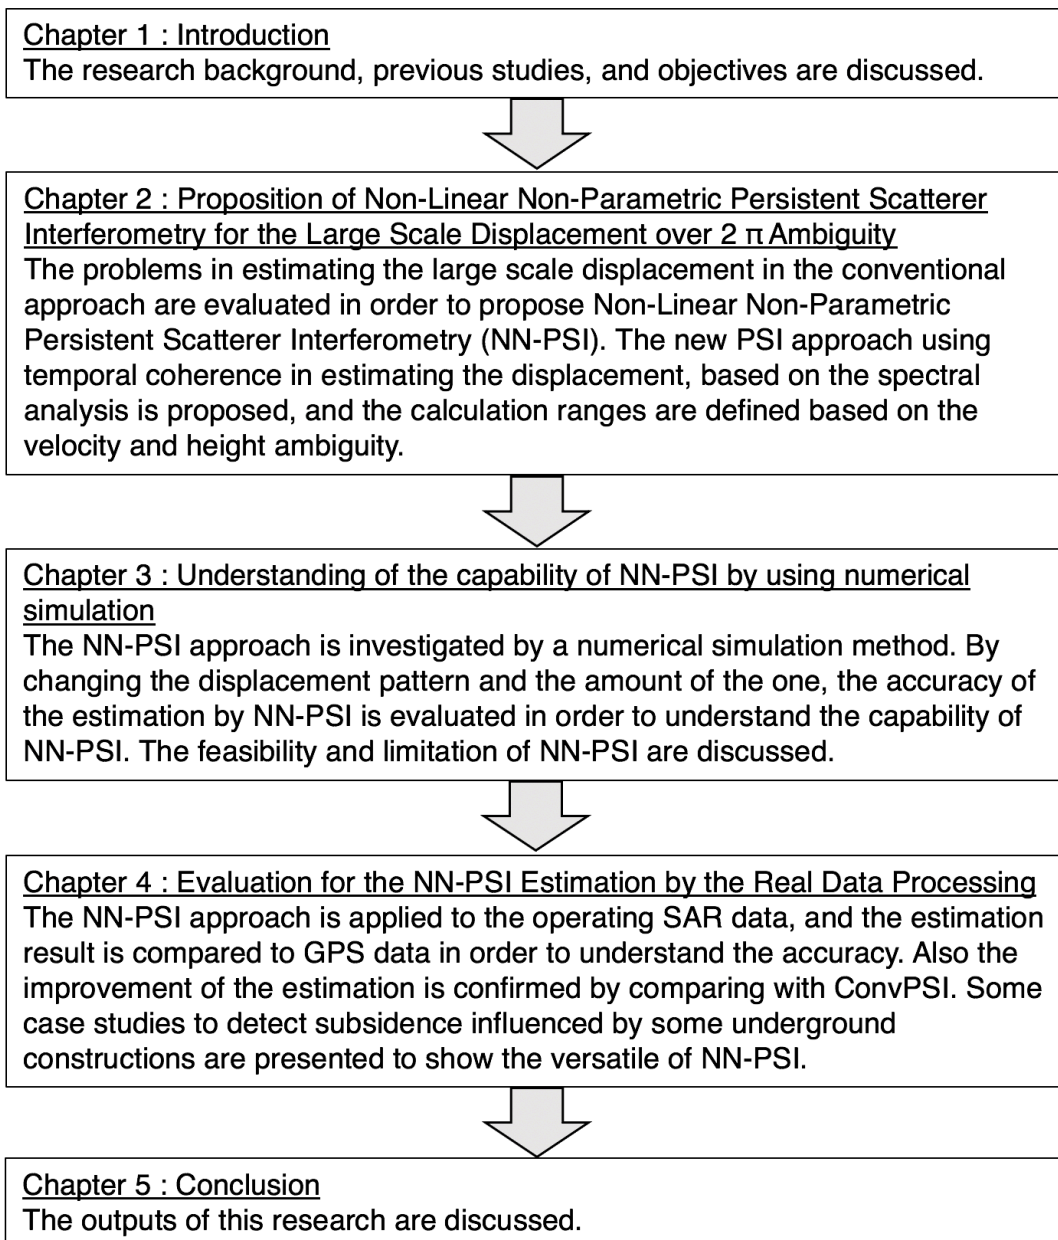 Chapter 1 : Introduction
The research background, previous studies, and objectives are discussed.
Chapter 2 : Proposition of Non-Linear Non-Parametric Persistent Scatterer
Interferometry for the Large Scale Displacement over 2 π Ambiguity
The problems in estimating the large scale displacement in the conventional
approach are evaluated in order to propose Non-Linear Non-Parametric
Persistent Scatterer Interferometry (NN-PSI). The new PSI approach using
temporal coherence in estimating the displacement, based on the spectral
analysis is proposed, and the calculation ranges are defined based on the
velocity and height ambiguity.
Chapter 3 : Understanding of the capability of NN-PSI by using numerical
simulation
The NN-PSI approach is investigated by a numerical simulation method. By
changing the displacement pattern and the amount of the one, the accuracy of
the estimation by NN-PSI is evaluated in order to understand the capability of
NN-PSI. The feasibility and limitation of NN-PSI are discussed.
Chapter 4 : Evaluation for the NN-PSI Estimation by the Real Data Processing
The NN-PSI approach is applied to the operating SAR data, and the estimation
result is compared to GPS data in order to understand the accuracy. Also the
improvement of the estimation is confirmed by comparing with ConvPSI. Some
case studies to detect subsidence influenced by some underground
constructions are presented to show the versatile of NN-PSI.
Chapter 5 : Conclusion
The outputs of this research are discussed.